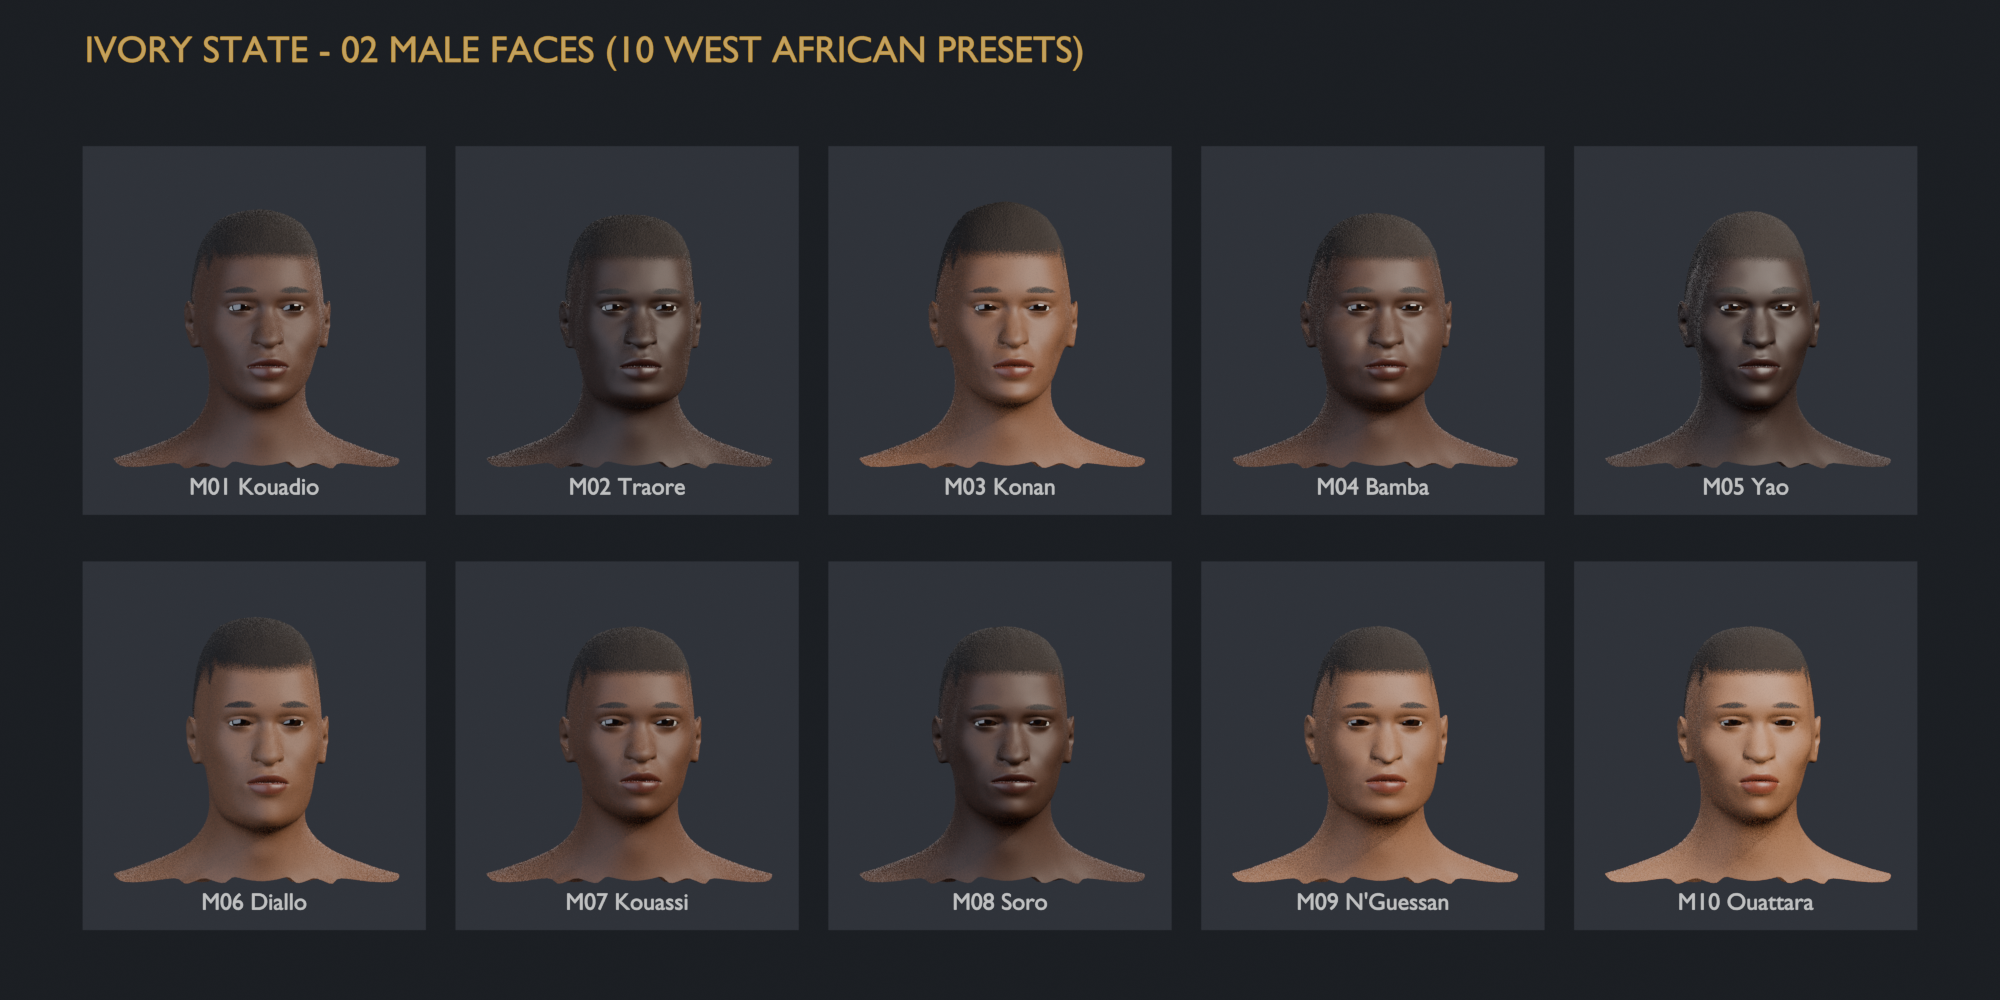 IVORY STATE - 02 MALE FACES (10 WEST AFRICAN PRESETS)
M01 Kouadio
M02 Traore
M03 Konan
M04 Bamba
M05 Yao
M06 Diallo
M07 Kouassi
M08 Soro
M09 N'Guessan
M10 Ouattara